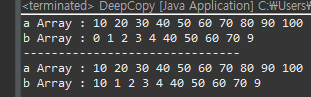 <terminated> DeepCopy [Java Application] C:\Users\
a Array : 10 20 30 40 50 60 70 80 90 100
b Array : 0 1 2 3 4 40 50 60 70 9
---------------------------------
a Array : 10 20 30 40 50 60 70 80 90 100
b Array : 10 1 2 3 4 40 50 60 70 9